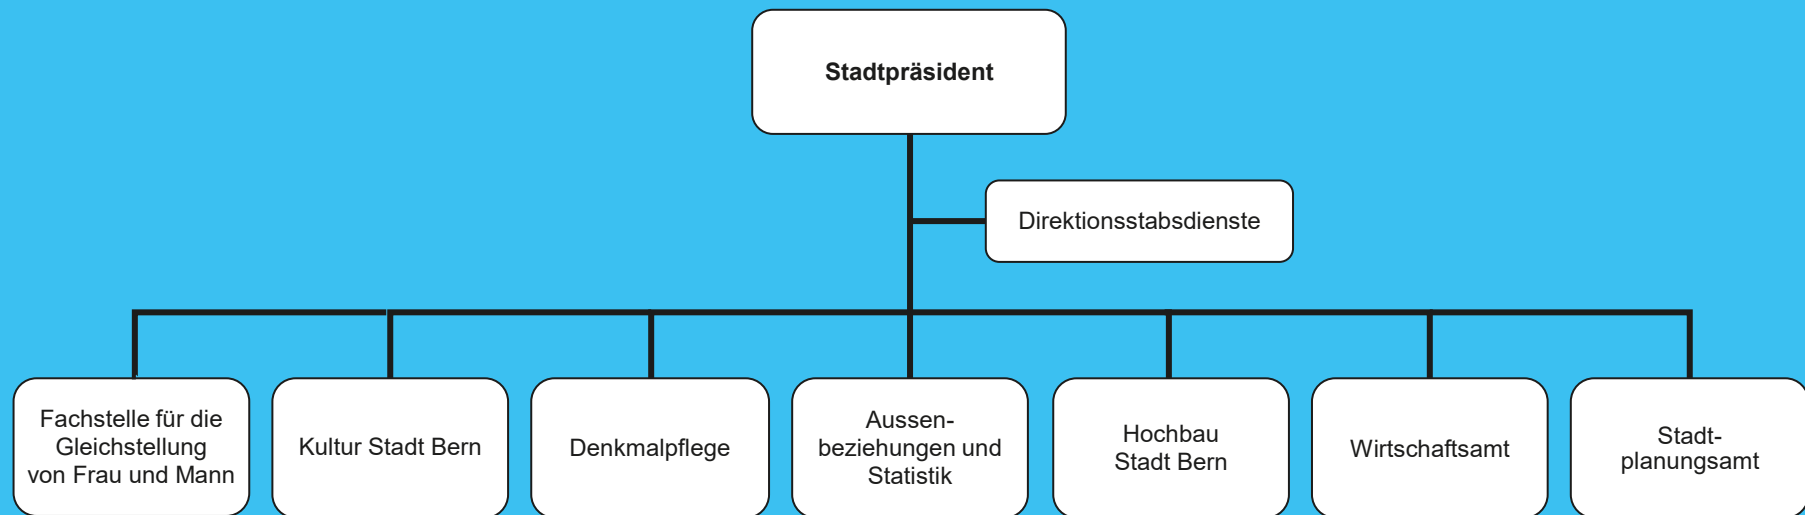 Stadtpräsident
Direktionsstabsdienste
Fachstelle für die
Gleichstellung
von Frau und Mann
Kultur Stadt Bern
Denkmalpflege
Aussen-
beziehungen und
Statistik
Hochbau
Stadt Bern
Wirtschaftsamt
Stadt-
planungsamt